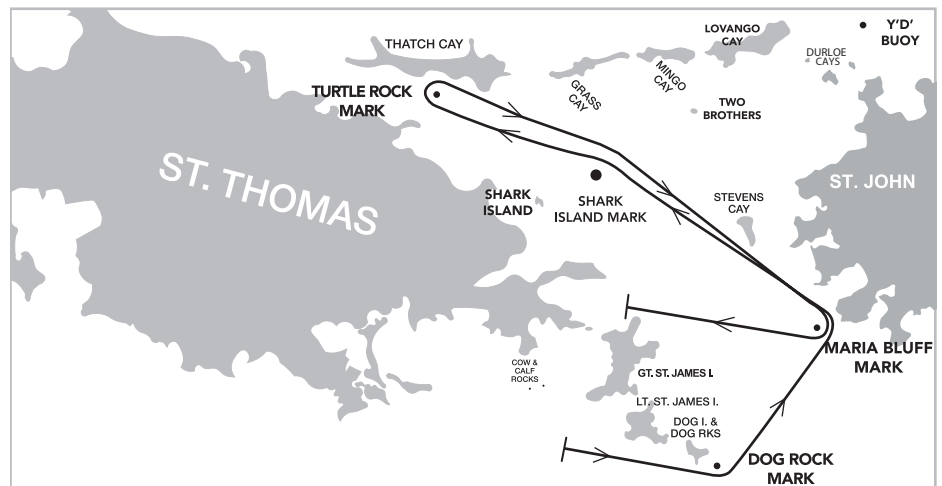 THATCH CAY
LOVANGO
CAY
Y'D'
BUOY
DURLOE
CAYS
MINGO
CAY
GRASS
CAY
TURTLE ROCK
MARK
TWO
BROTHERS
ST. THOMAS
ST. JOHN
SHARK
ISLAND
SHARK
ISLAND MARK
STEVENS
CAY
MARIA BLUFF
MARK
COW &
CALF
ROCKS
GT. ST. JAMES I.
LT. ST. JAMES I.
DOG I. &
DOG RKS
DOG ROCK
MARK